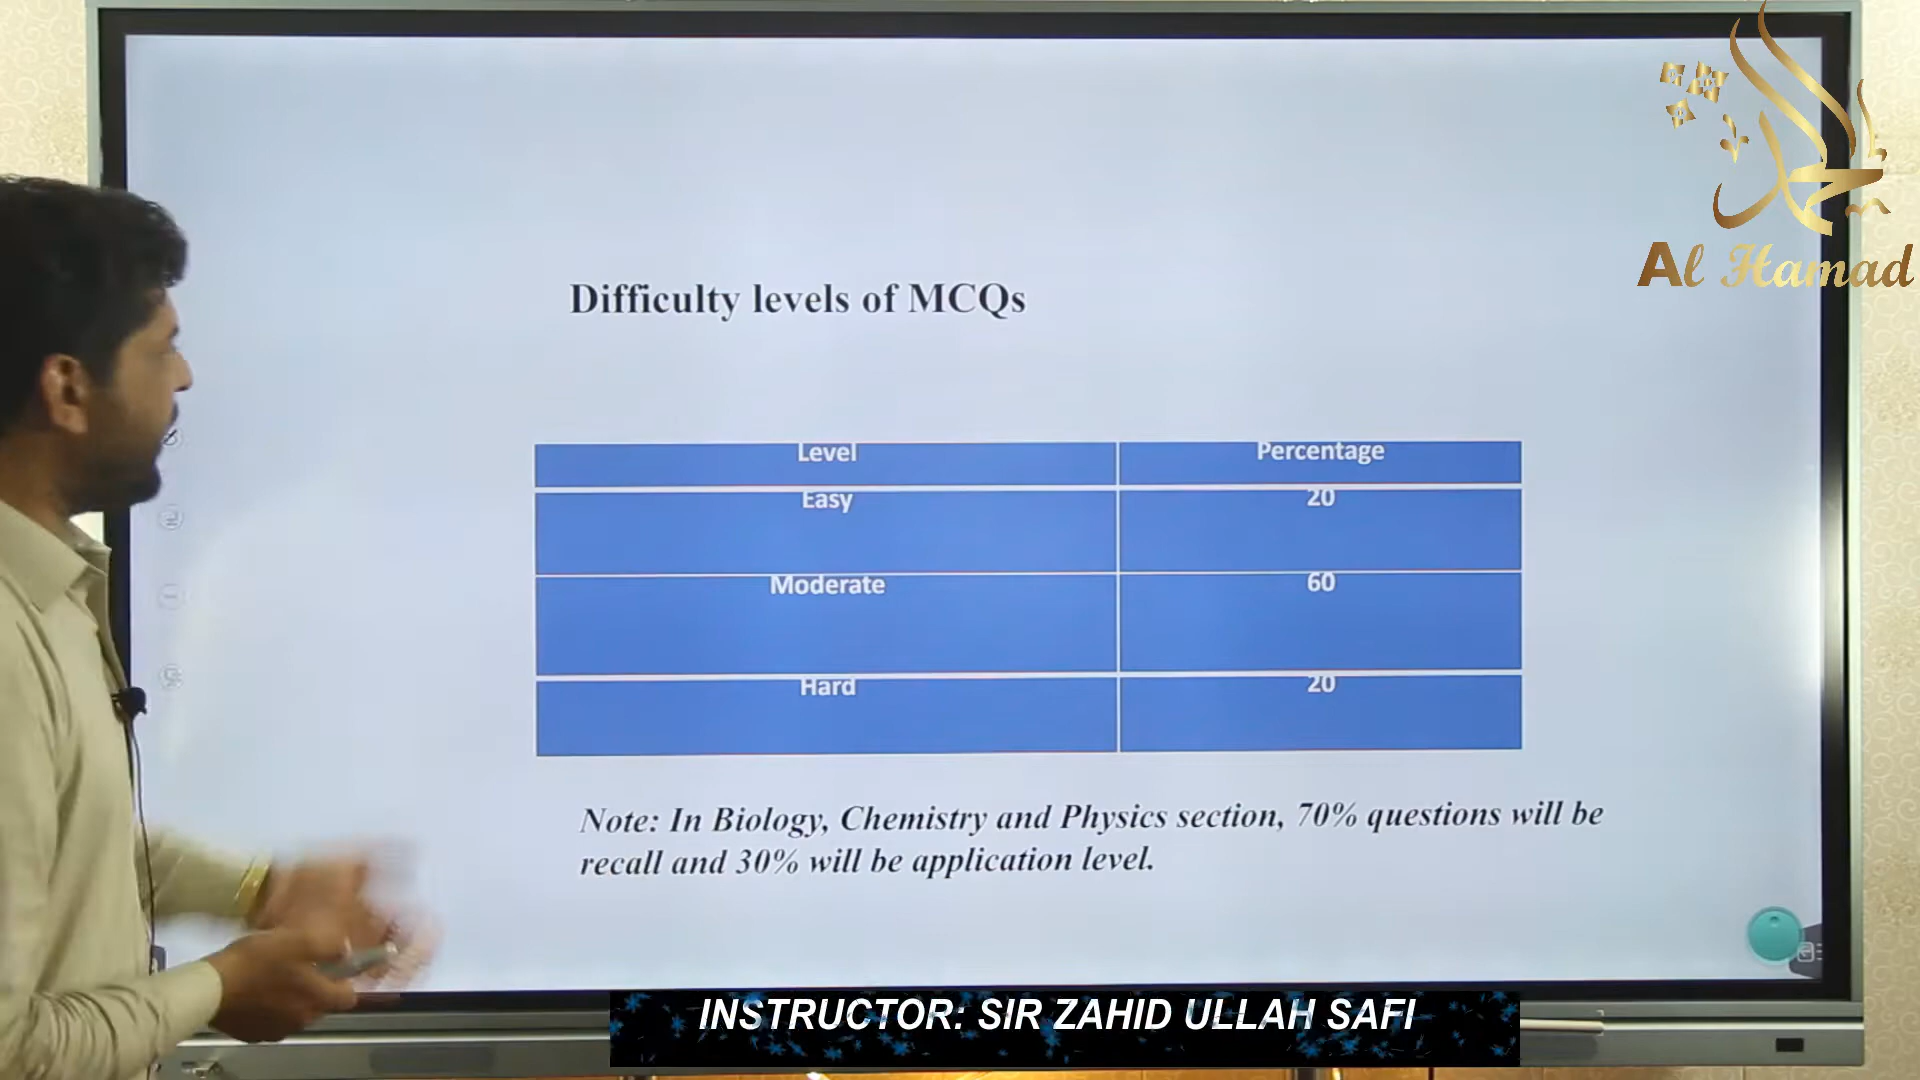 Al Hamad
Difficulty levels of MCQs
Level Percentage
Easy 20
Moderate 60
Hard 20
Note: In Biology, Chemistry and Physics section, 70% questions will be
recall and 30% will be application level.
INSTRUCTOR: SIR ZAHID ULLAH SAFI